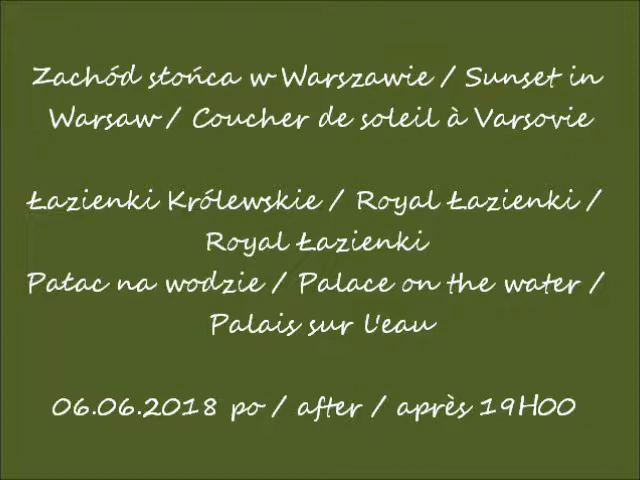 Zachód słońca w Warszawie / Sunset in
Warsaw / Coucher de soleil à Varsovie
Łazienki Królewskie / Royal Łazienki /
Royal Łazienki
Pałac na wodzie / Palace on the water /
Palais sur l'eau
06.06.2018 po / after / après 19H00